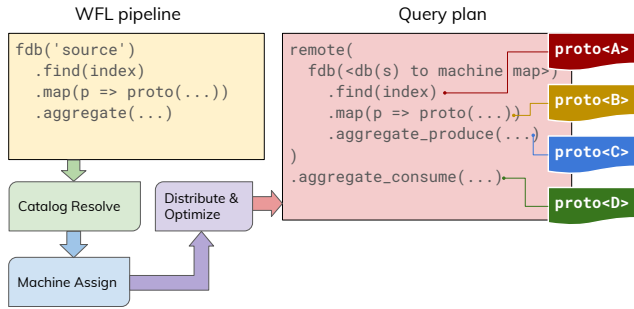 WFL pipeline
fdb('source')
.find(index)
.map(p => proto(...))
.aggregate(...)
Catalog Resolve
Machine Assign
Distribute &
Optimize
Query plan
remote(
fdb(<db(s) to machine map>)
.find(index)
.map(p => proto(...))
.aggregate_produce(...)
)
.aggregate_consume(...)
proto<A>
proto<B>
proto<C>
proto<D>